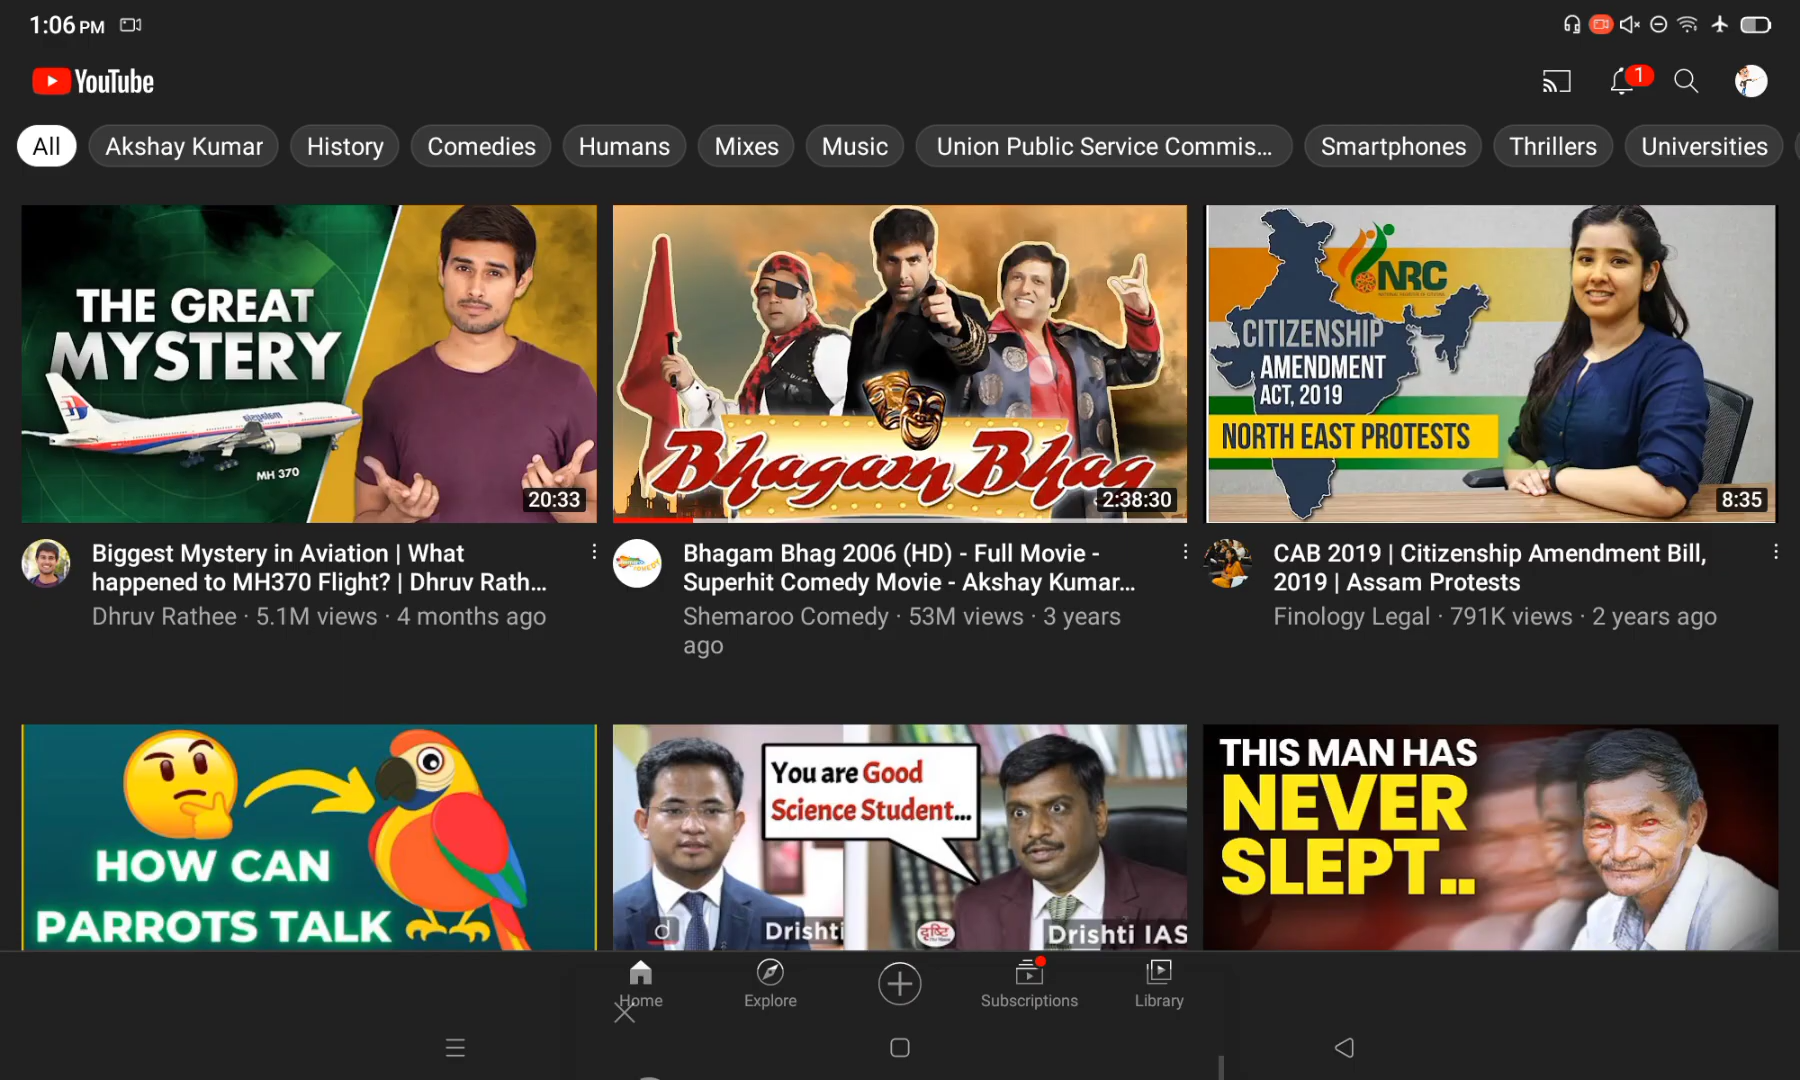 1:06 PM
YouTube
1
All
Akshay Kumar
History
Comedies
Humans
Mixes
Music
Union Public Service Commis...
Smartphones
Thrillers
Universities
THE GREAT
MYSTERY
MH 370
20:33
Bhagam Bhag
2:38:30
NRC
CITIZENSHIP
AMENDMENT
ACT, 2019
NORTH EAST PROTESTS
8:35
Biggest Mystery in Aviation | What
happened to MH370 Flight? | Dhruv Rath...
Dhruv Rathee · 5.1M views · 4 months ago
Bhagam Bhag 2006 (HD) - Full Movie -
Superhit Comedy Movie - Akshay Kumar...
Shemaroo Comedy · 53M views · 3 years
ago
CAB 2019 | Citizenship Amendment Bill,
2019 | Assam Protests
Finology Legal · 791K views · 2 years ago
HOW CAN
PARROTS TALK
You are Good
Science Student...
d
Drishti
दृष्टि
Drishti IAS
THIS MAN HAS
NEVER
SLEPT..
Home
Explore
Subscriptions
Library